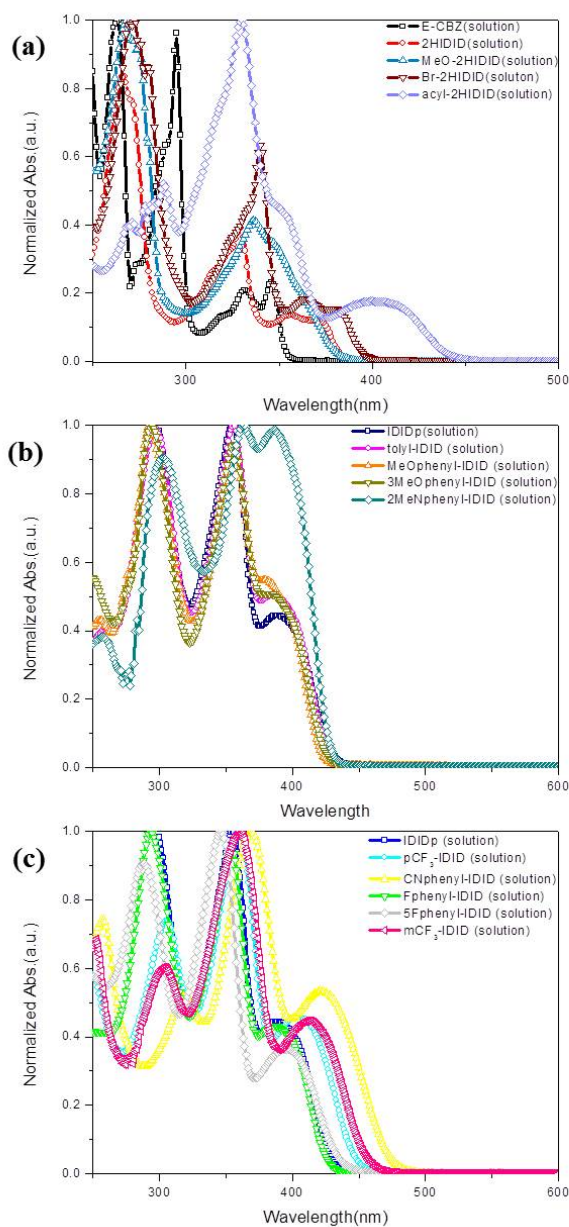 (a)
E-CBZ(solution)
2HIDID(solution)
MeO-2HIDID(solution)
Br-2HIDID(soluton)
acyl-2HIDID(solution)
Normalized Abs.(a.u.)
1.0
0.8
0.6
0.4
0.2
0.0
300 400 500
Wavelength(nm)
(b)
IDIDp(solution)
tolyl-IDID(solution)
MeOphenyl-IDID (solution)
3MeOphenyl-IDID (solution)
2MeNphenyl-IDID (solution)
Normalized Abs.(a.u.)
1.0
0.8
0.6
0.4
0.2
0.0
300 400 500 600
Wavelength
(c)
IDIDp (solution)
pCF₃-IDID (solution)
CNphenyl-IDID (solution)
Fphenyl-IDID (solution)
5Fphenyl-IDID (solution)
mCF₃-IDID (solution)
Normalized Abs.(a.u.)
1.0
0.8
0.6
0.4
0.2
0.0
300 400 500 600
Wavelength(nm)